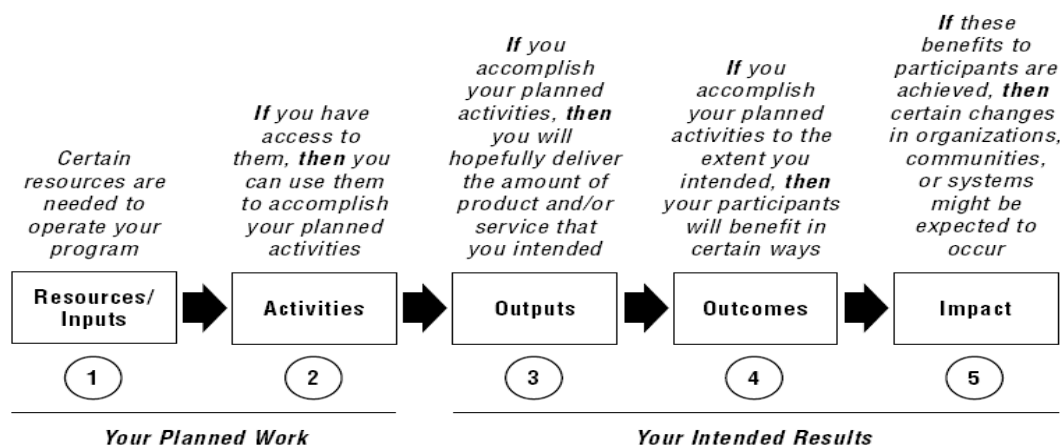 Certain
resources are
needed to
operate your
program
If you have
access to
them, then you
can use them
to accomplish
your planned
activities
If you
accomplish
your planned
activities, then
you will
hopefully deliver
the amount of
product and/or
service that
you intended
If you
accomplish
your planned
activities to the
extent you
intended, then
your participants
will benefit in
certain ways
If these
benefits to
participants are
achieved, then
certain changes
in organizations,
communities,
or systems
might be
expected to
occur
Resources/
Inputs
Activities
Outputs
Outcomes
Impact
1
2
3
4
5
Your Planned Work
Your Intended Results